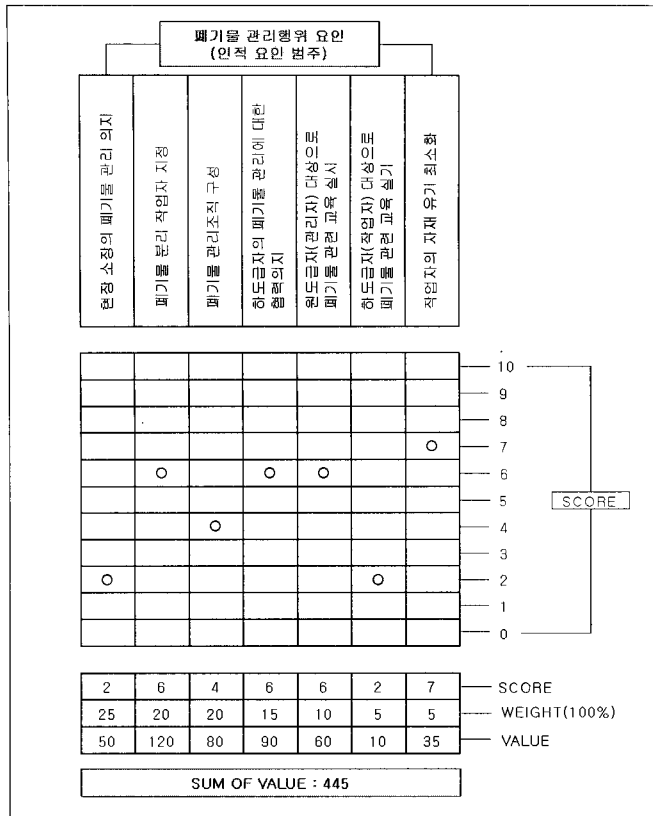 폐기물 관리행위 요인
(인적 요인 범주)
현장 소장의 폐기물 관리 의지
폐기물 분리 작업자 지정
폐기물 관리조직 구성
하도급자의 폐기물 관리에 대한
협력의지
원도급자(관리자) 대상으로
폐기물 관련 교육 실시
하도급자(작업자) 대상으로
폐기물 관련 교육 실기
작업자의 자재 유기 최소화
10
9
8
7
6
5
4
3
2
1
0
SCORE
2 6 4 6 6 2 7 SCORE
25 20 20 15 10 5 5 WEIGHT(100%)
50 120 80 90 60 10 35 VALUE
SUM OF VALUE : 445